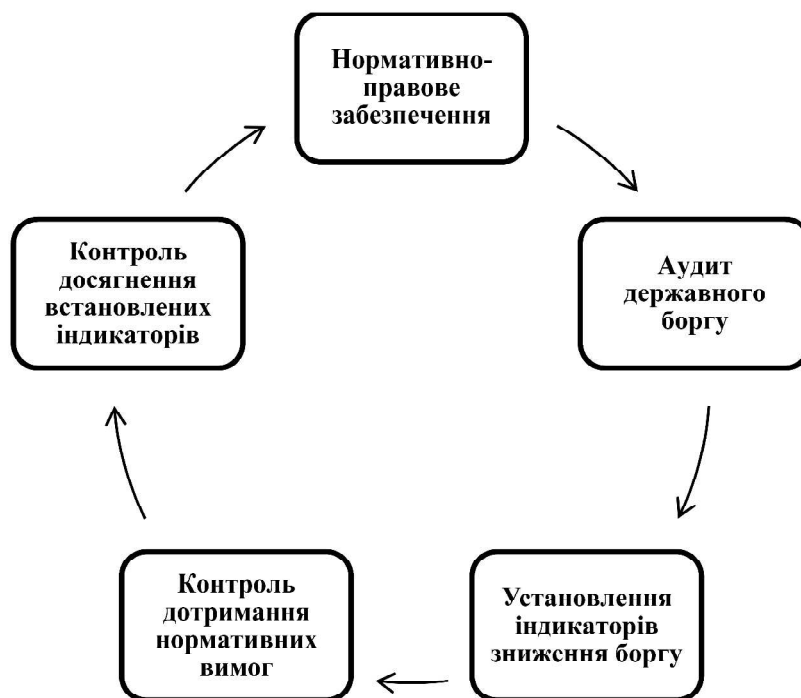 Нормативно-
правове
забезпечення
Аудит
державного
боргу
Установлення
індикаторів
зниження боргу
Контроль
дотримання
нормативних
вимог
Контроль
досягнення
встановлених
індикаторів